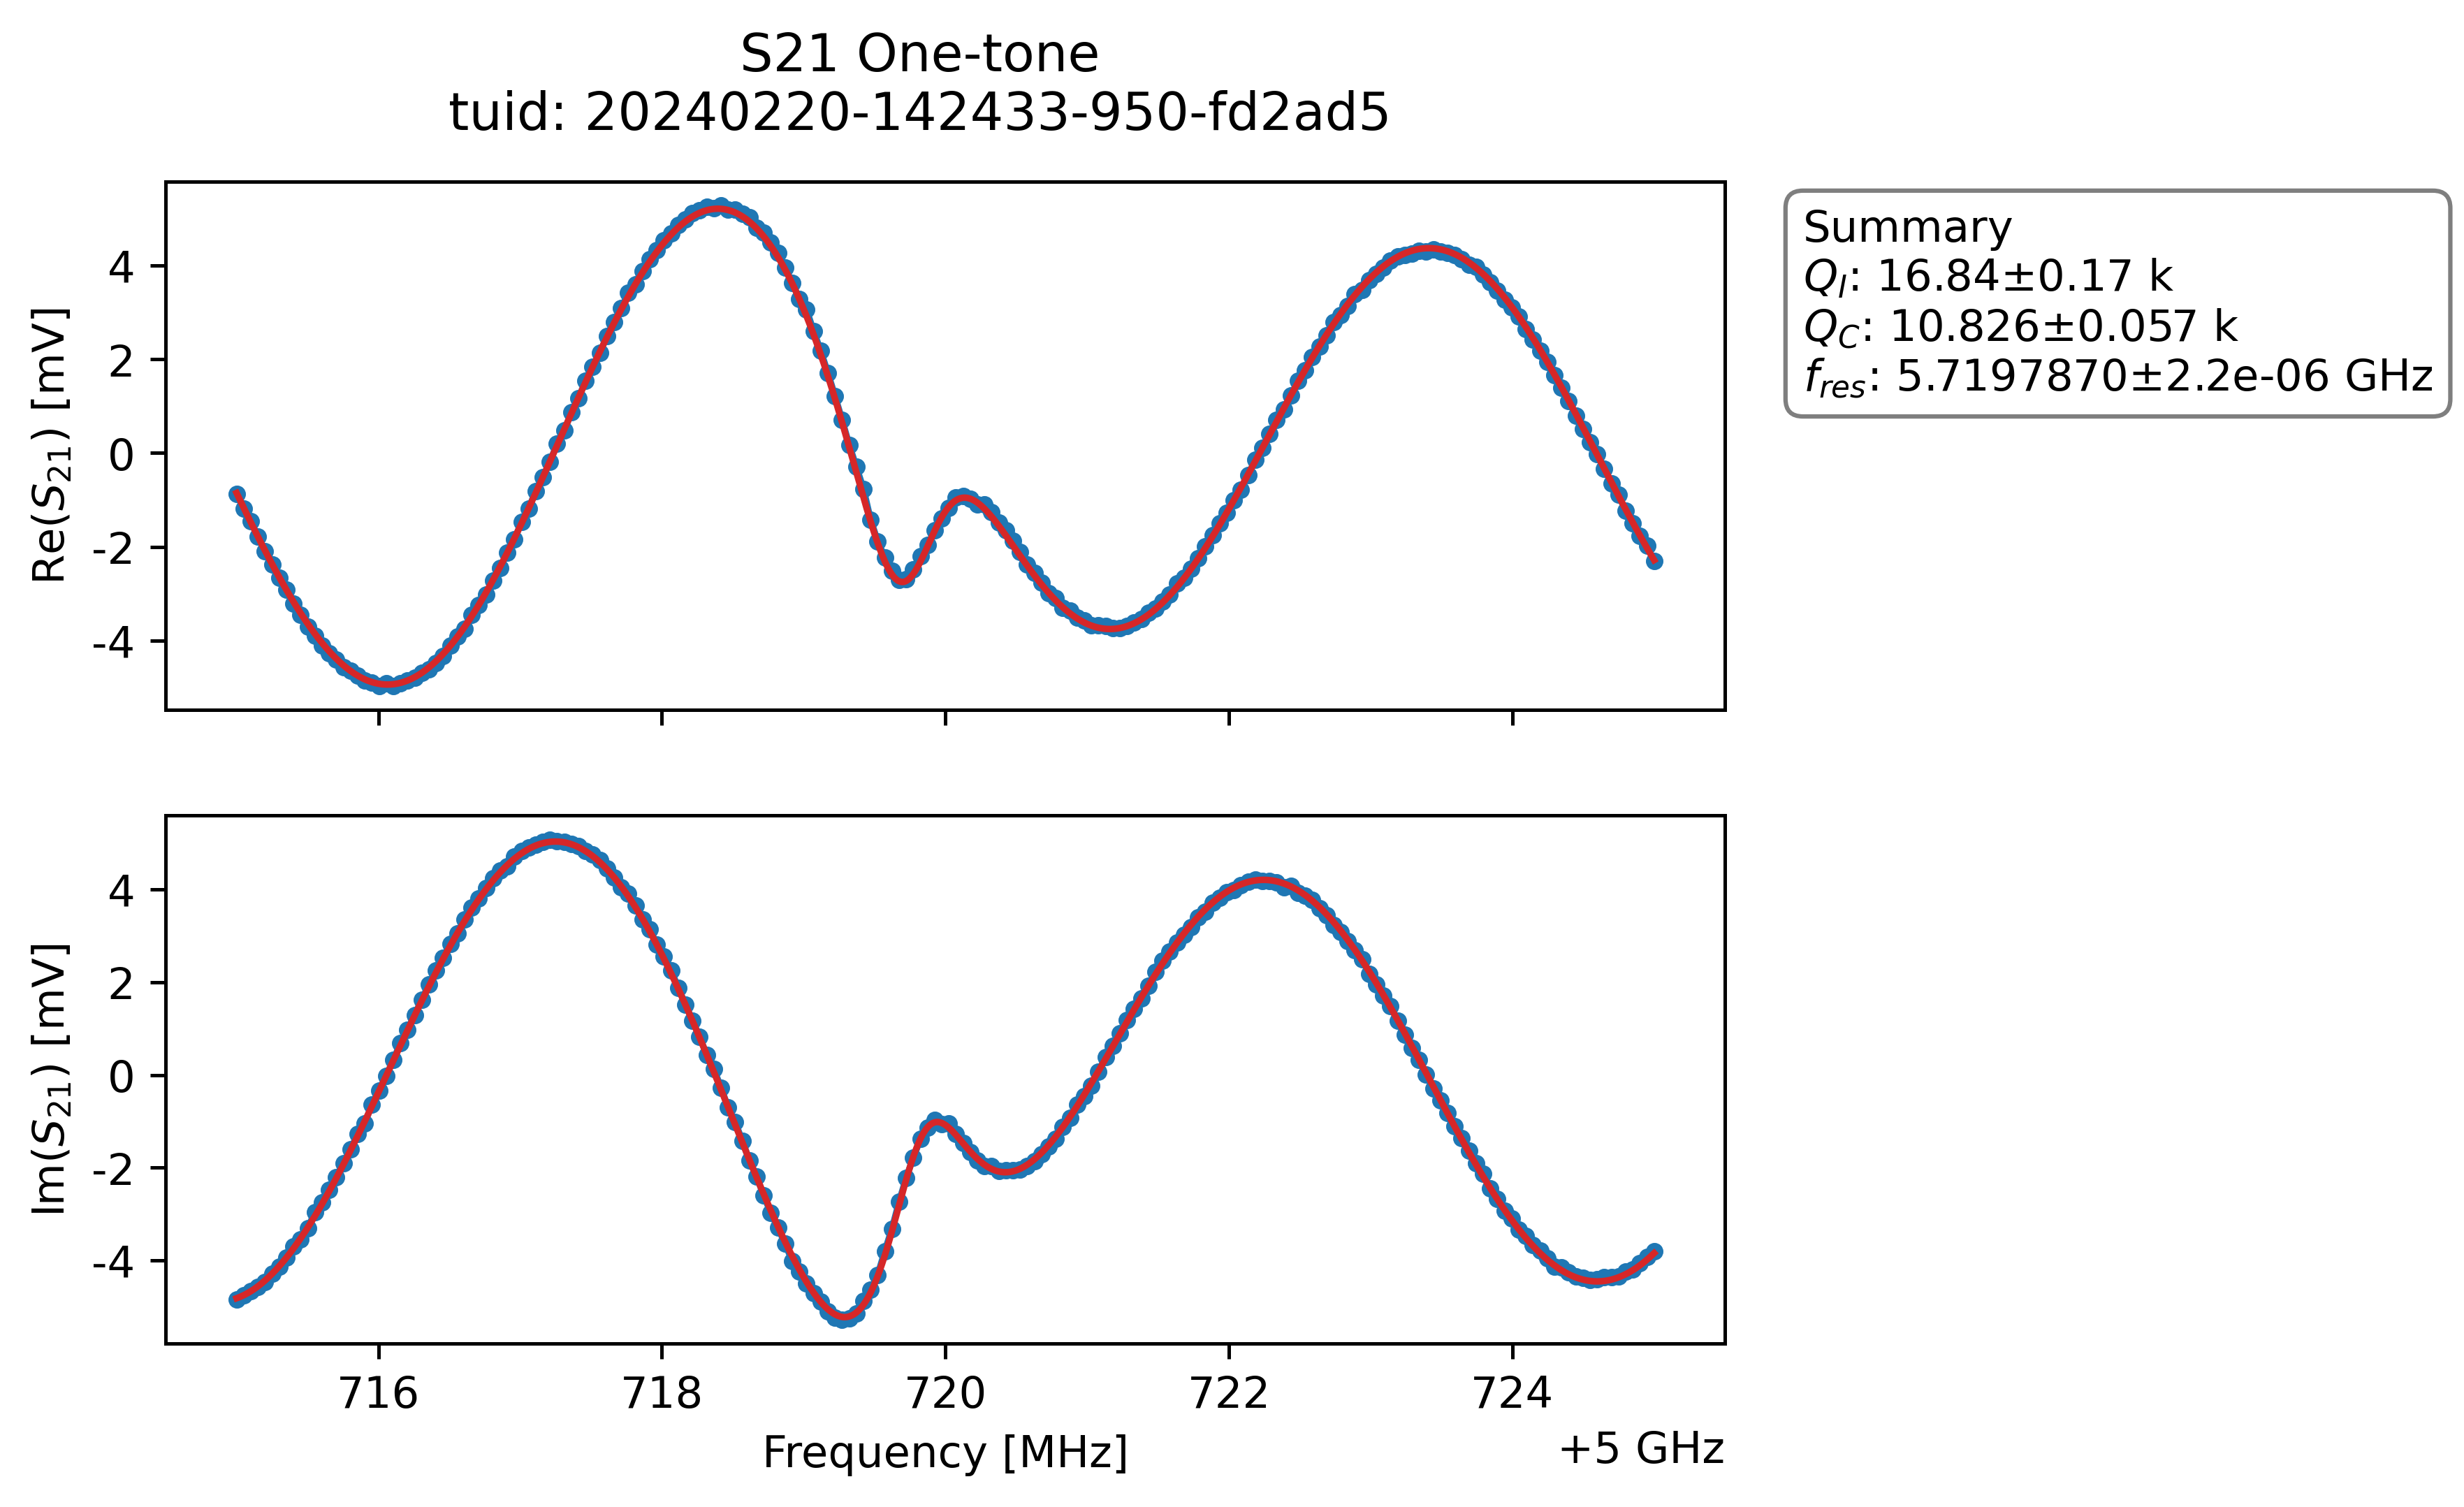 S21 One-tone
tuid: 20240220-142433-950-fd2ad5
Re(S₂₁) [mV]
4
2
0
-2
-4
Summary
Q_I: 16.84±0.17 k
Q_C: 10.826±0.057 k
f_res: 5.7197870±2.2e-06 GHz
Im(S₂₁) [mV]
4
2
0
-2
-4
716 718 720 722 724
Frequency [MHz]
+5 GHz